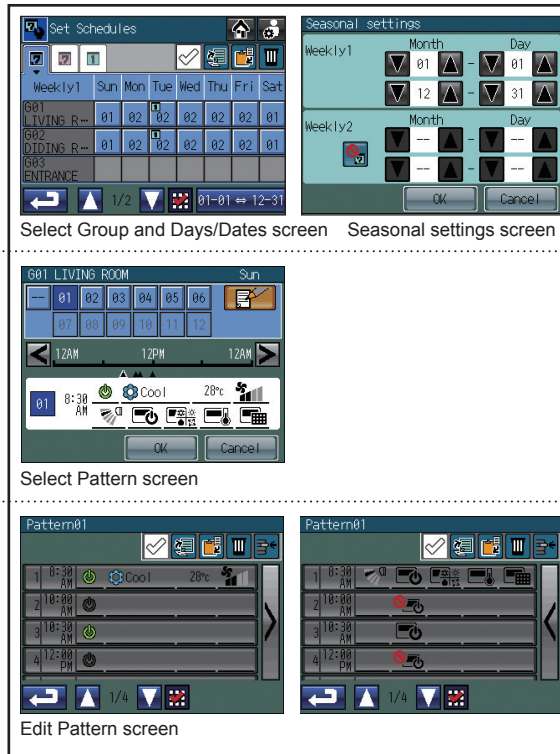 Set Schedules
Weekly1 Sun Mon Tue Wed Thu Fri Sat
G01
LIVING R… 01 02 02 02 02 02 01
G02
DIDING R… 01 02 02 02 02 02 01
G03
ENTRANCE
1/2 01-01 ⇔ 12-31
Seasonal settings
Weekly1 Month Day
01 - 01
12 - 31
Weekly2 Month Day
-- - --
-- - --
OK Cancel
Select Group and Days/Dates screen
Seasonal settings screen
G01 LIVING ROOM Sun
-- 01 02 03 04 05 06
07 08 09 10 11 12
12AM 12PM 12AM
01 8:30 AM Cool 28°c
OK Cancel
Select Pattern screen
Pattern01
1 8:30 AM Cool 28°c
2 10:00 AM
3 10:30 AM
4 12:00 PM
1/4
Pattern01
1 8:30 AM
2 10:00 AM
3 10:30 AM
4 12:00 PM
1/4
Edit Pattern screen